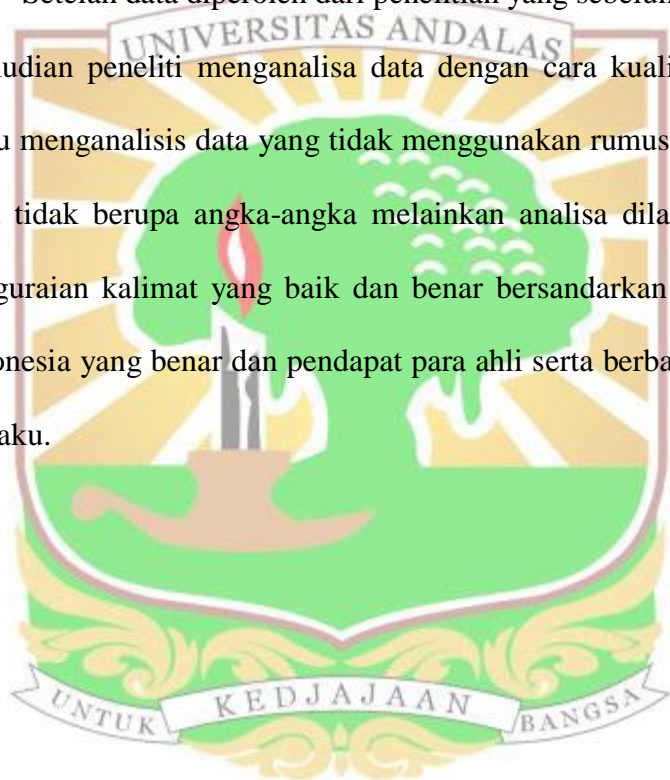 Setelah data diperoleh dari penelitian yang
UNIVERSITAS ANDALAS
udian peneliti menganalisa data dengan cara kuali
u menganalisis data yang tidak menggunakan rumus
tidak berupa angka-angka melainkan analisa dila
guraian kalimat yang baik dan benar bersandarkan
onesia yang benar dan pendapat para ahli serta berba
aku.
UNTUK KEDJAJAAN BANGSA